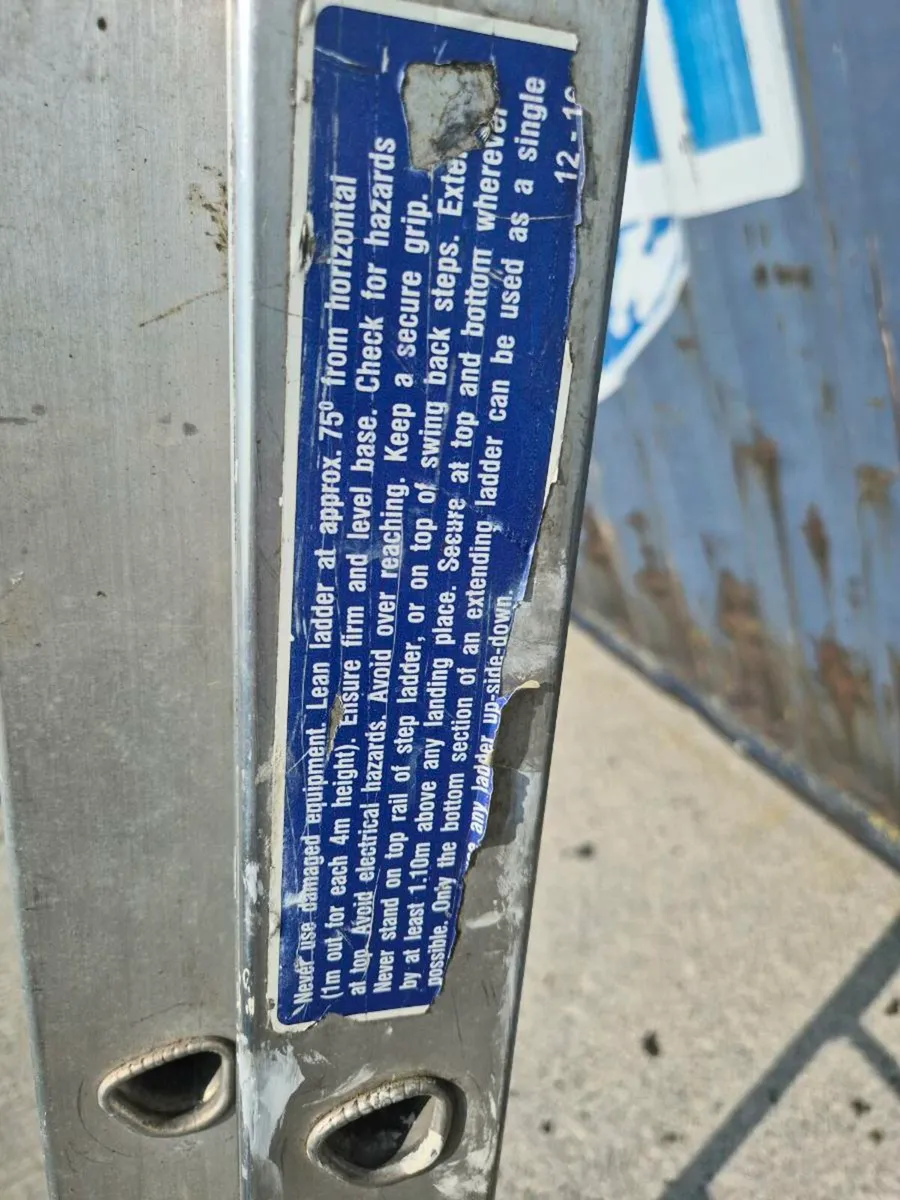 Never use damaged equipment. Lean ladder at approx. 75º from horizontal
(1m out for each 4m height). Ensure firm and level base. Check for hazards
at top. Avoid electrical hazards. Avoid over reaching. Keep a secure grip.
Never stand on top rail of step ladder, or on top of swing back steps.
by at least 1.10m above any landing place. Secure at top and bottom wherever
possible. Only the bottom section of an extending ladder can be used as a single
any ladder up-side-down.